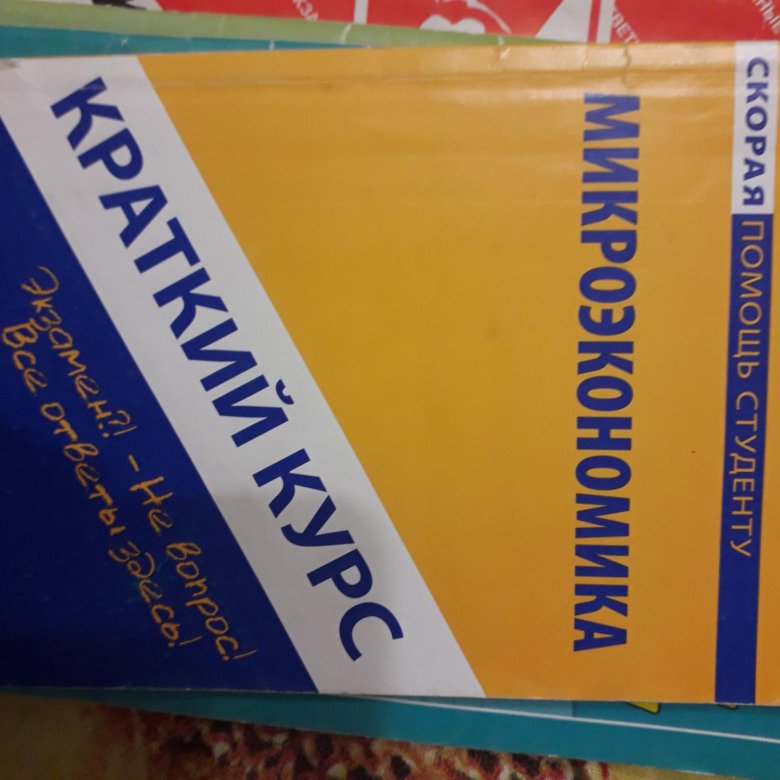 СКОРАЯ ПОМОЩЬ СТУДЕНТУ
МИКРОЭКОНОМИКА
КРАТКИЙ КУРС
Экзамен?! - Не вопрос!
Все ответы здесь!